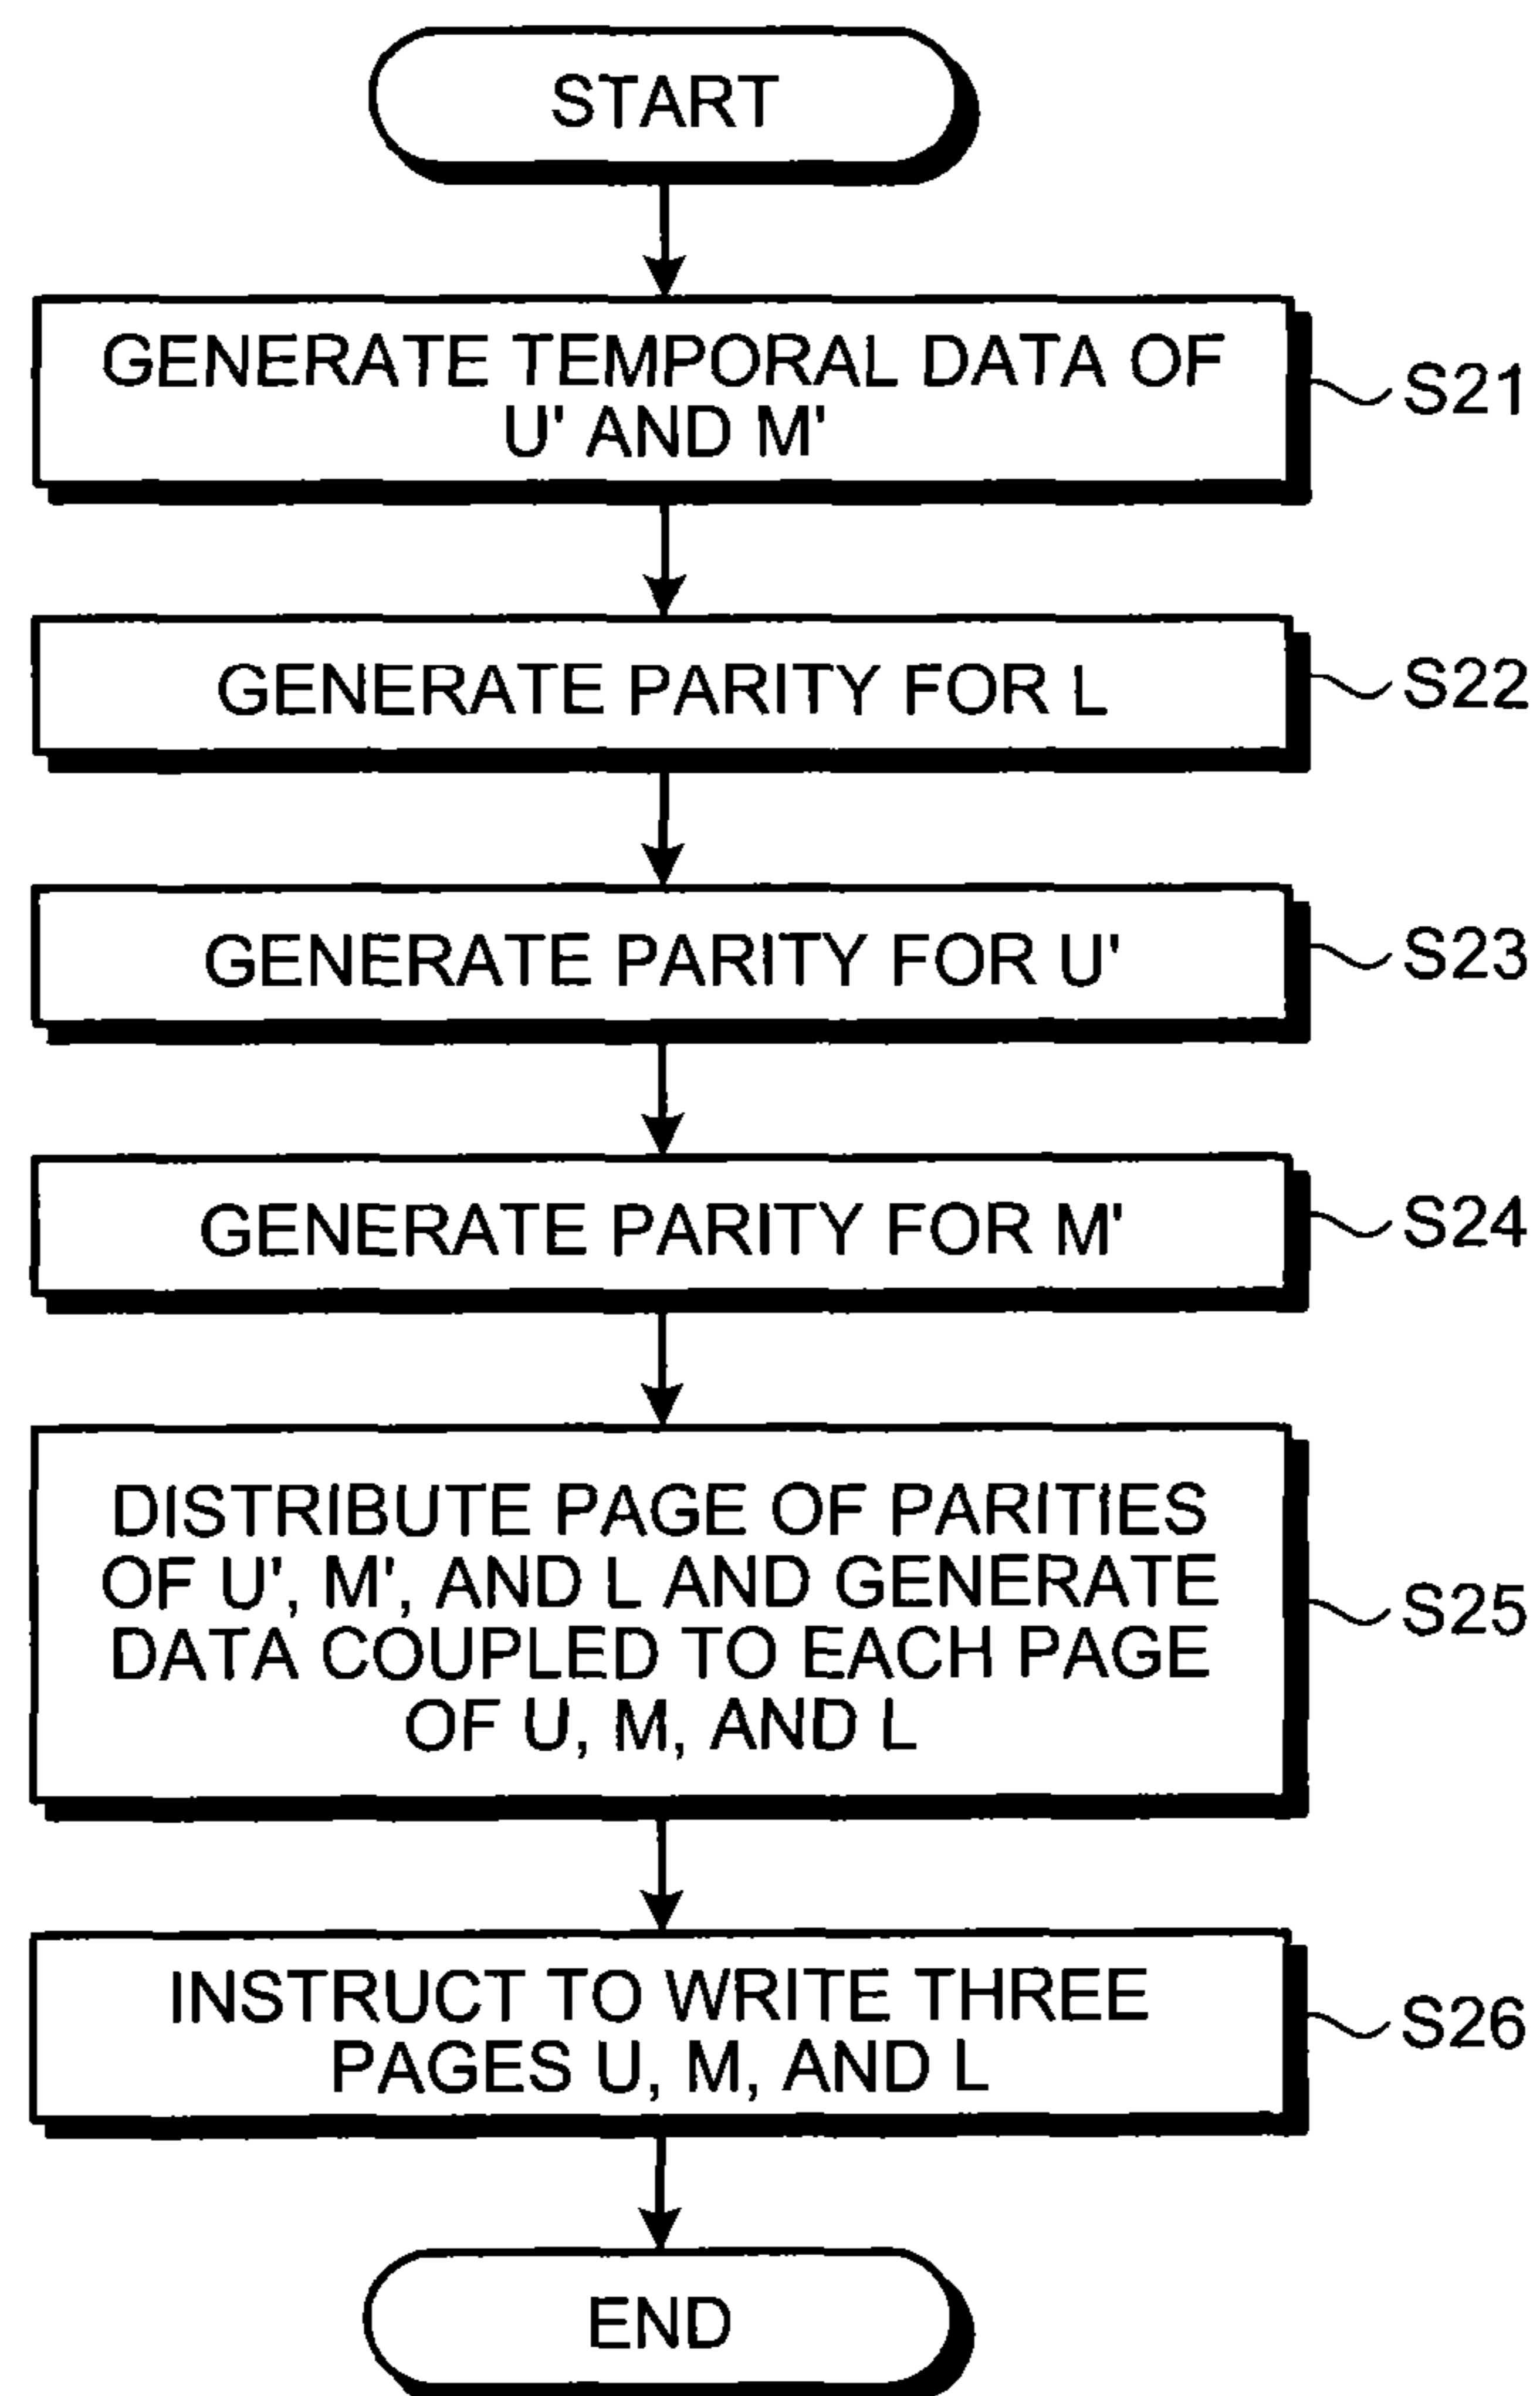 START
GENERATE TEMPORAL DATA OF
U' AND M'
S21
GENERATE PARITY FOR L
S22
GENERATE PARITY FOR U'
S23
GENERATE PARITY FOR M'
S24
DISTRIBUTE PAGE OF PARITIES
OF U', M', AND L AND GENERATE
DATA COUPLED TO EACH PAGE
OF U, M, AND L
S25
INSTRUCT TO WRITE THREE
PAGES U, M, AND L
S26
END